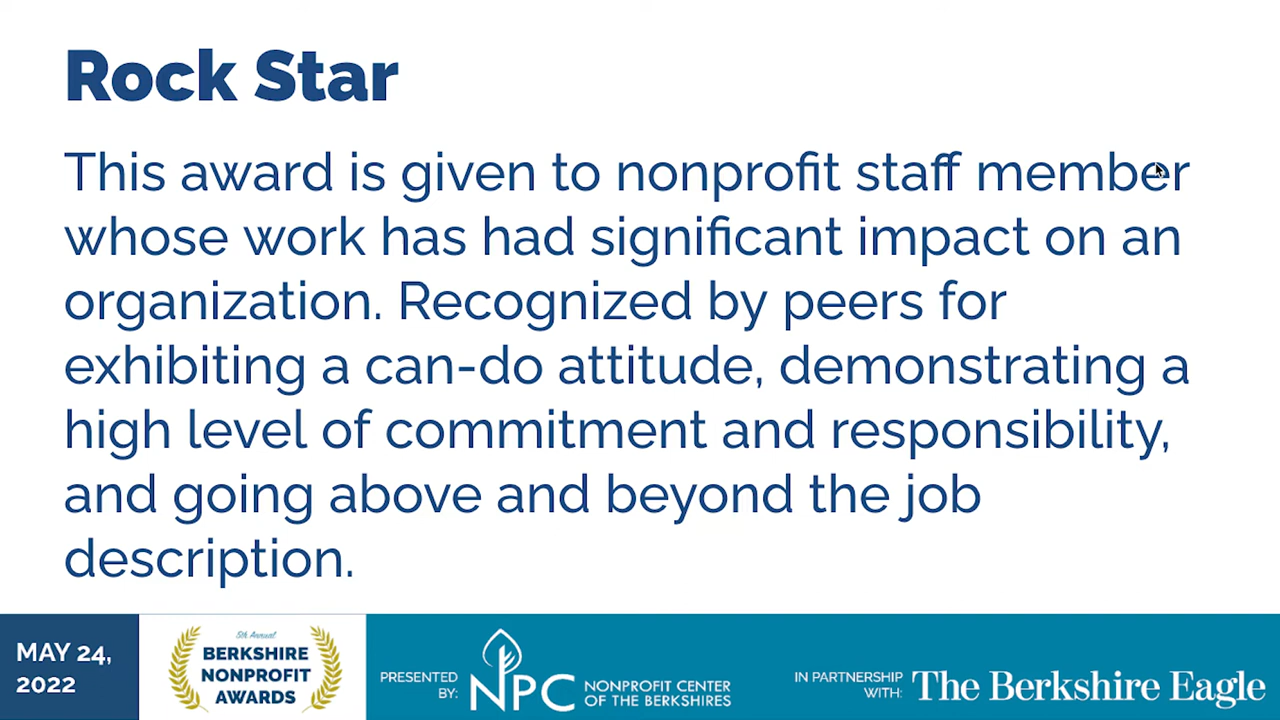 Rock Star
This award is given to nonprofit staff member
whose work has had significant impact on an
organization. Recognized by peers for
exhibiting a can-do attitude, demonstrating a
high level of commitment and responsibility,
and going above and beyond the job
description.
MAY 24,
2022
5th Annual
BERKSHIRE
NONPROFIT
AWARDS
PRESENTED
BY:
NPC
NONPROFIT CENTER
OF THE BERKSHIRES
IN PARTNERSHIP
WITH:
The Berkshire Eagle